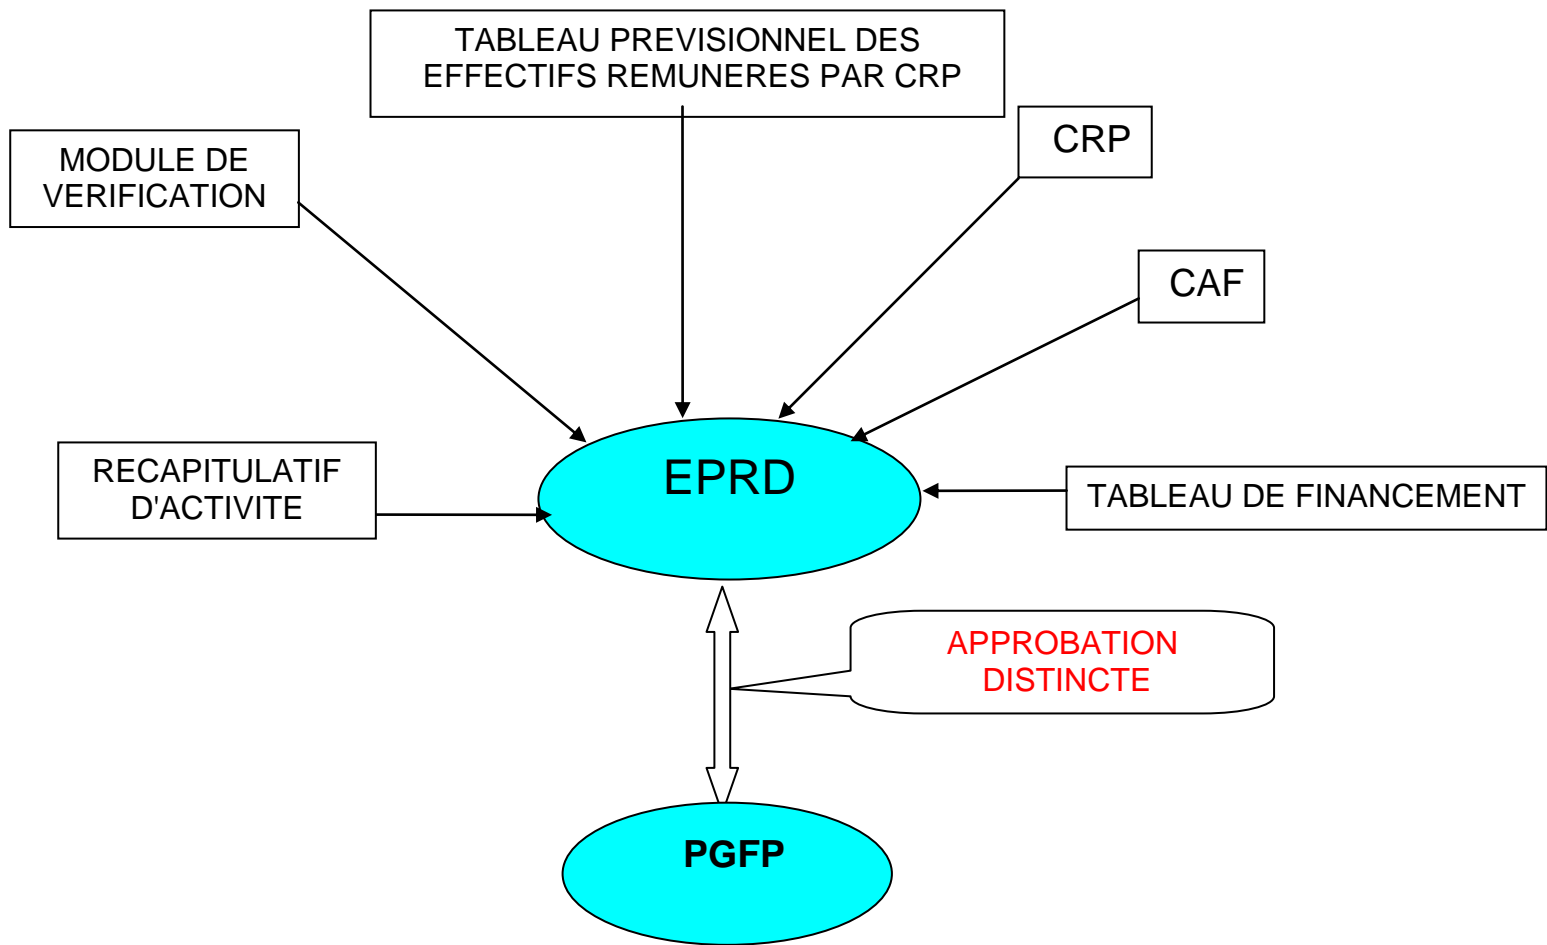 TABLEAU PREVISIONNEL DES
EFFECTIFS REMUNERES PAR CRP
CRP
MODULE DE
VERIFICATION
CAF
EPRD
RECAPITULATIF
D'ACTIVITE
TABLEAU DE FINANCEMENT
APPROBATION
DISTINCTE
PGFP